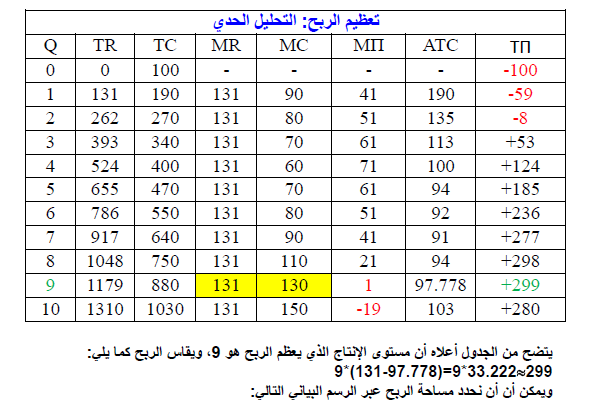 تعظيم الربح: التحليل الحدي
Q TR TC MR MC MΠ ATC TΠ
0 0 100 - - - - -100
1 131 190 131 90 41 190 -59
2 262 270 131 80 51 135 -8
3 393 340 131 70 61 113 +53
4 524 400 131 60 71 100 +124
5 655 470 131 70 61 94 +185
6 786 550 131 80 51 92 +236
7 917 640 131 90 41 91 +277
8 1048 750 131 110 21 94 +298
9 1179 880 131 130 1 97.778 +299
10 1310 1030 131 150 -19 103 +280
يتضح من الجدول أعلاه أن مستوى الإنتاج الذي يعظم الربح هو 9، ويقاس الربح كما يلي:
9*(131-97.778)=9*33.222≈299
ويمكن أن أن نحدد مساحة الربح عبر الرسم البياني التالي: